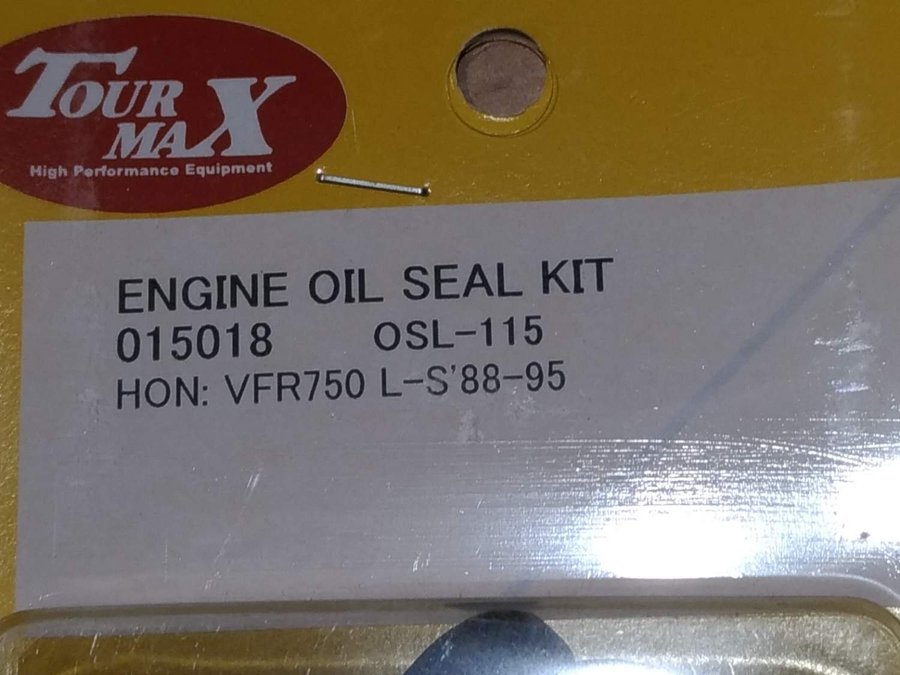 TOUR
MAX
High Performance Equipment
ENGINE OIL SEAL KIT
015018 OSL-115
HON: VFR750 L-S'88-95